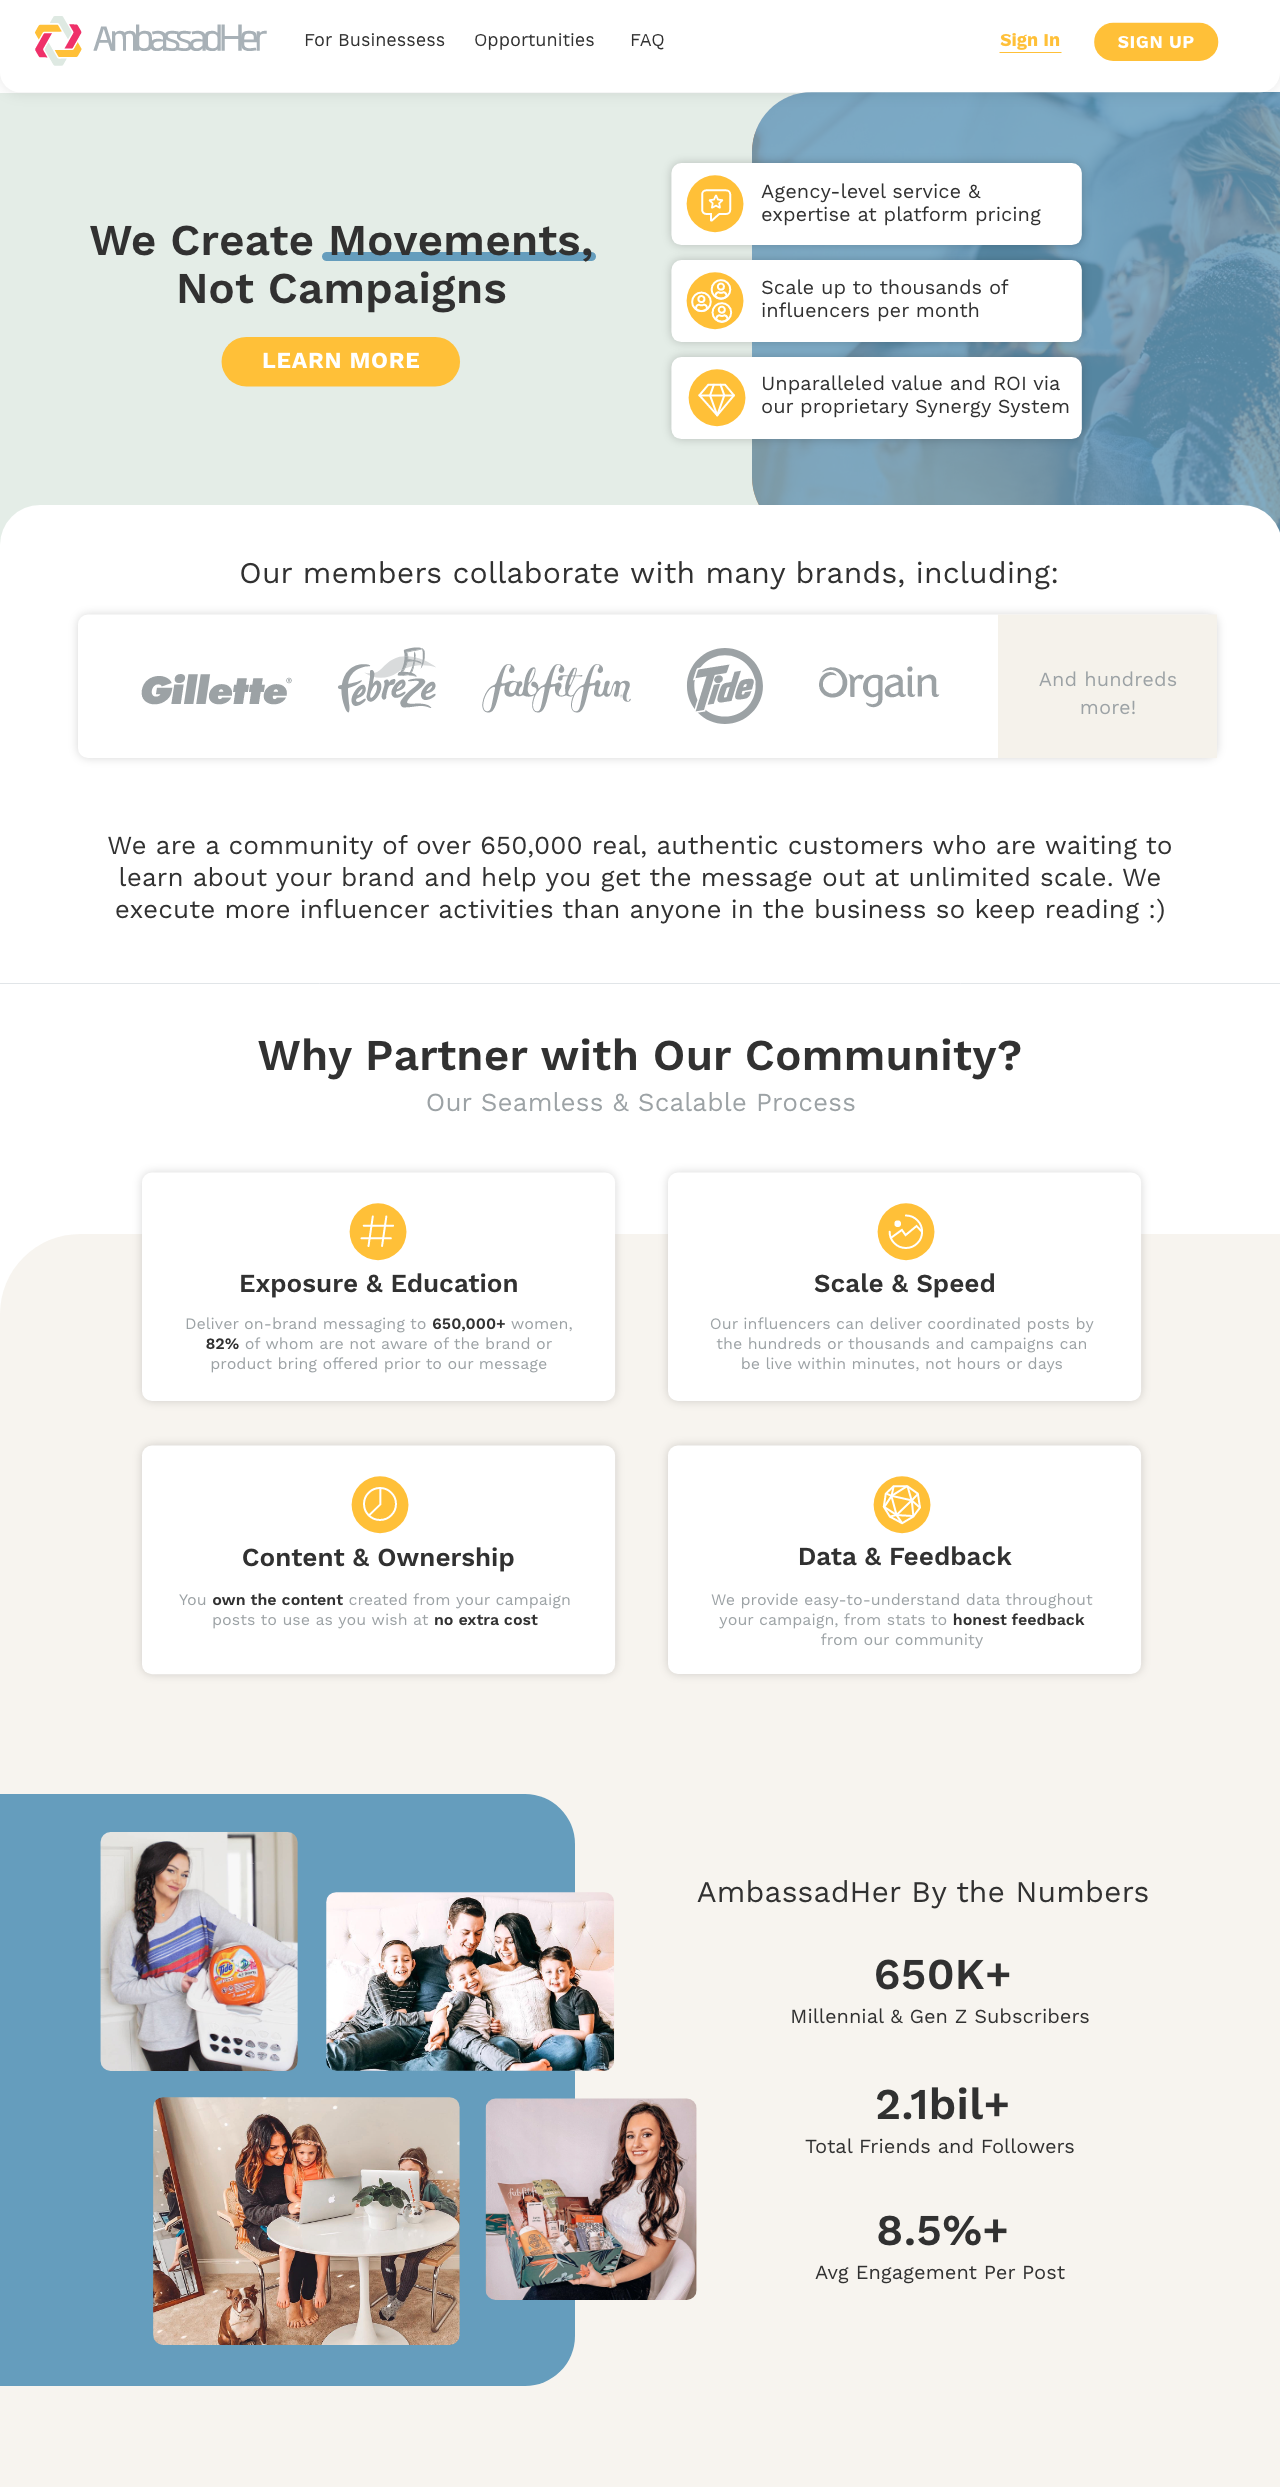 AmbassadHer
For Businessess
Opportunities
FAQ
Sign In
SIGN UP
We Create Movements,
Not Campaigns
LEARN MORE
Agency-level service &
expertise at platform pricing
Scale up to thousands of
influencers per month
Unparalleled value and ROI via
our proprietary Synergy System
Our members collaborate with many brands, including:
Gillette®
febreze
fabfitfun
Tide
Orgain
And hundreds
more!
We are a community of over 650,000 real, authentic customers who are waiting to
learn about your brand and help you get the message out at unlimited scale. We
execute more influencer activities than anyone in the business so keep reading :)
Why Partner with Our Community?
Our Seamless & Scalable Process
Exposure & Education
Deliver on-brand messaging to 650,000+ women,
82% of whom are not aware of the brand or
product bring offered prior to our message
Scale & Speed
Our influencers can deliver coordinated posts by
the hundreds or thousands and campaigns can
be live within minutes, not hours or days
Content & Ownership
You own the content created from your campaign
posts to use as you wish at no extra cost
Data & Feedback
We provide easy-to-understand data throughout
your campaign, from stats to honest feedback
from our community
Tide
AmbassadHer By the Numbers
650K+
Millennial & Gen Z Subscribers
2.1bil+
Total Friends and Followers
8.5%+
Avg Engagement Per Post